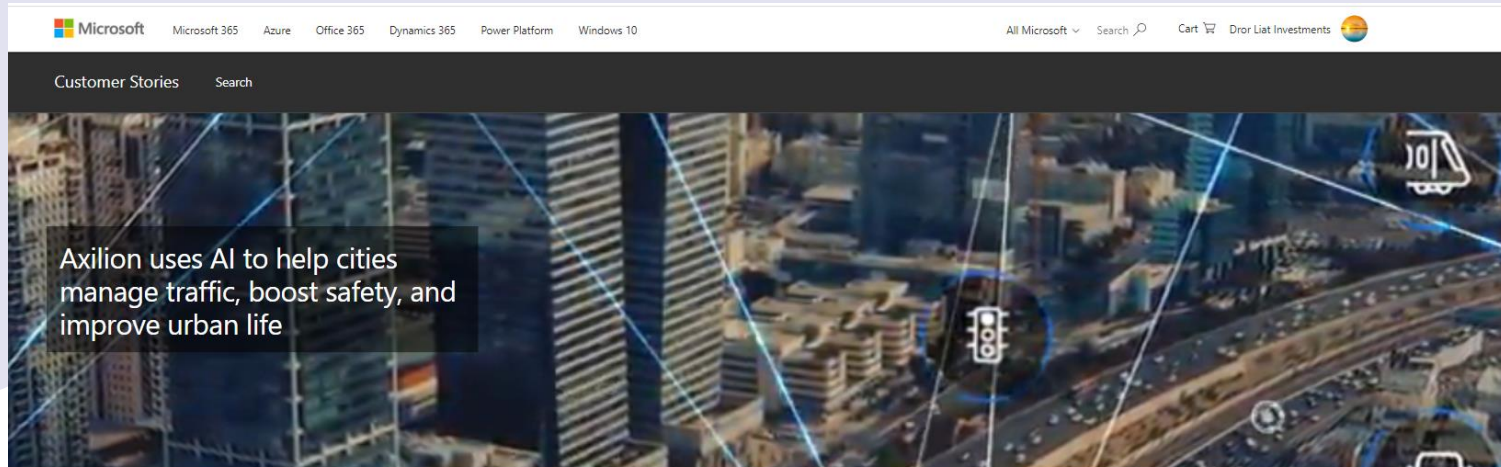 Microsoft Microsoft 365 Azure Office 365 Dynamics 365 Power Platform Windows 10 All Microsoft Search Cart Dror Liat Investments
Customer Stories Search
Axilion uses AI to help cities
manage traffic, boost safety, and
improve urban life